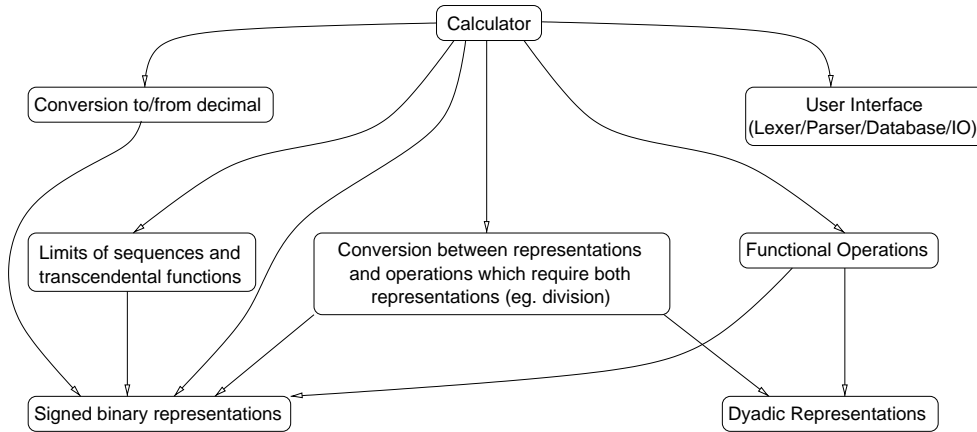 Calculator
Conversion to/from decimal
User Interface
(Lexer/Parser/Database/IO)
Limits of sequences and
transcendental functions
Conversion between representations
and operations which require both
representations (eg. division)
Functional Operations
Signed binary representations
Dyadic Representations